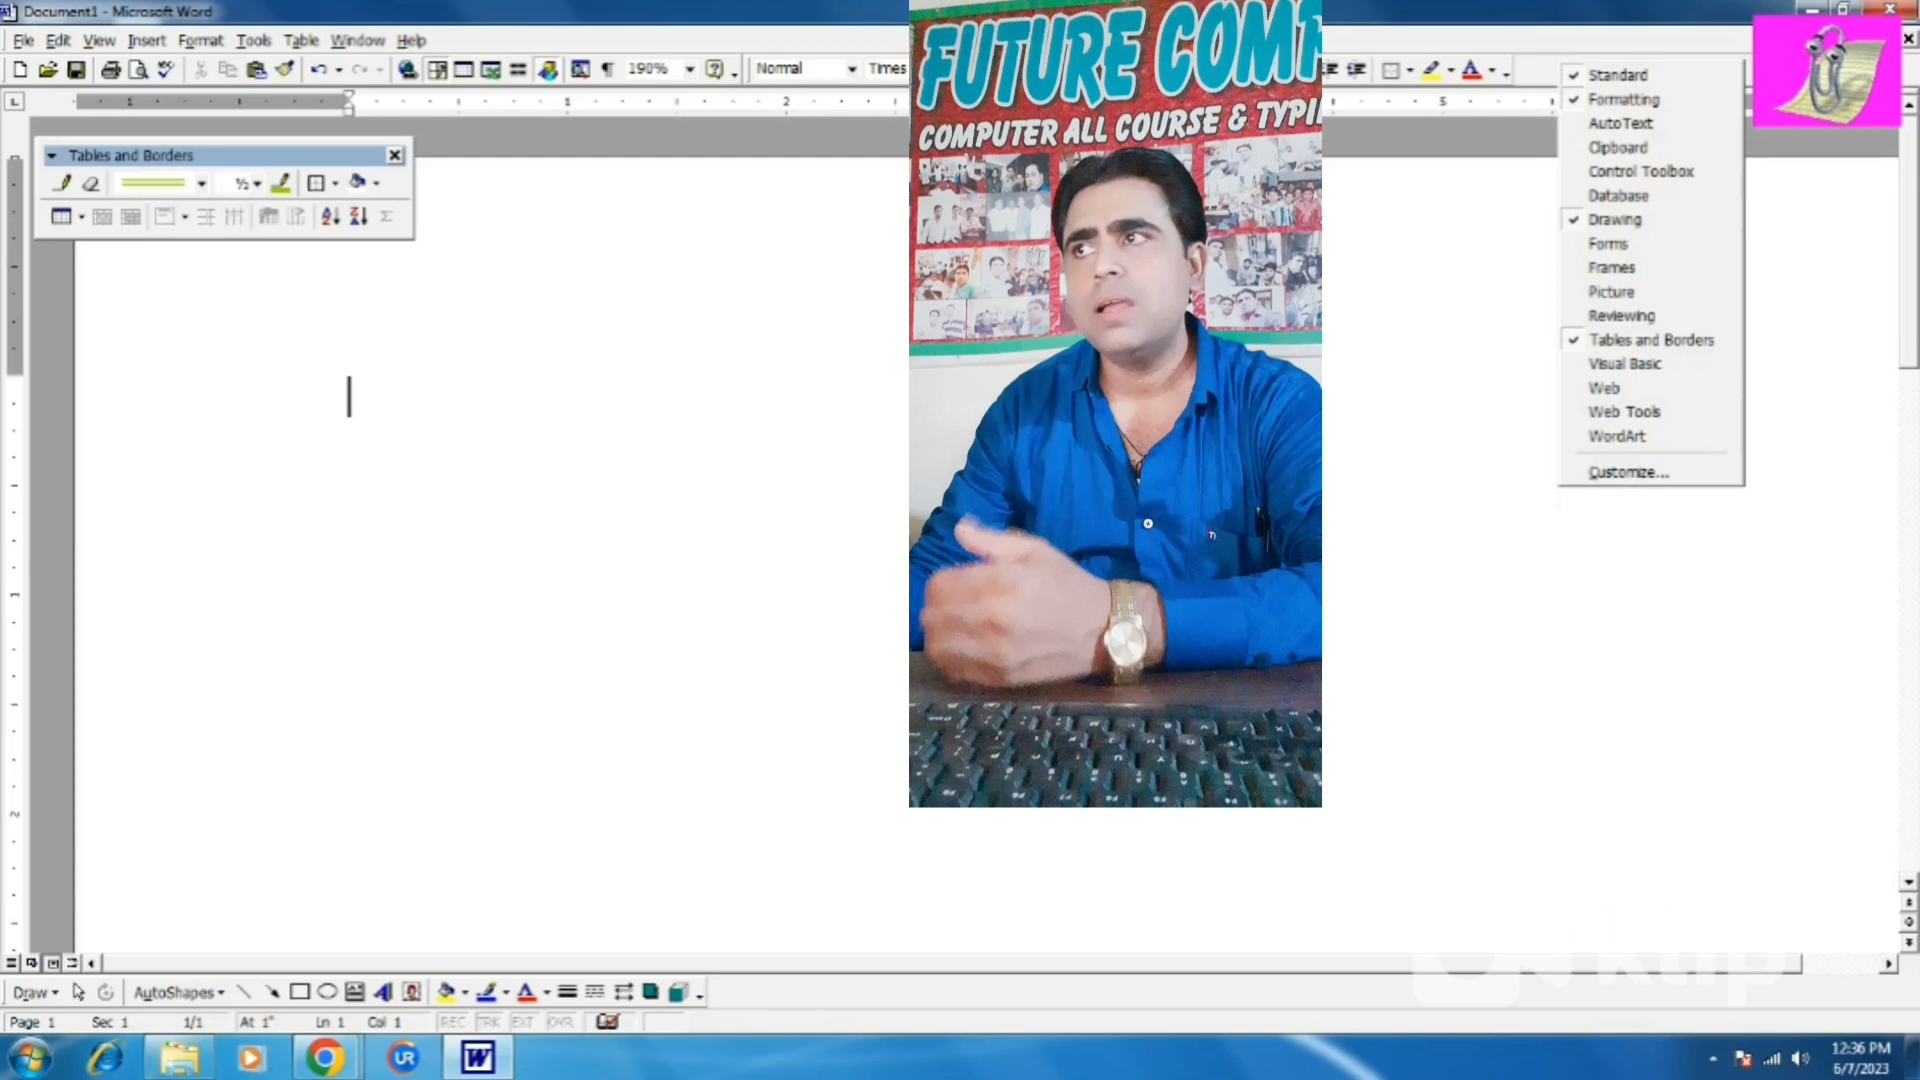 Document1 - Microsoft Word
File Edit View Insert Format Tools Table Window Help
190% Normal Times
Tables and Borders
½
FUTURE COMP
COMPUTER ALL COURSE & TYPI
Standard
Formatting
AutoText
Clipboard
Control Toolbox
Database
Drawing
Forms
Frames
Picture
Reviewing
Tables and Borders
Visual Basic
Web
Web Tools
WordArt
Customize...
Draw AutoShapes
Page 1 Sec 1 1/1 At 1" Ln 1 Col 1 REC TRK EXT OVR
12:36 PM
6/7/2023